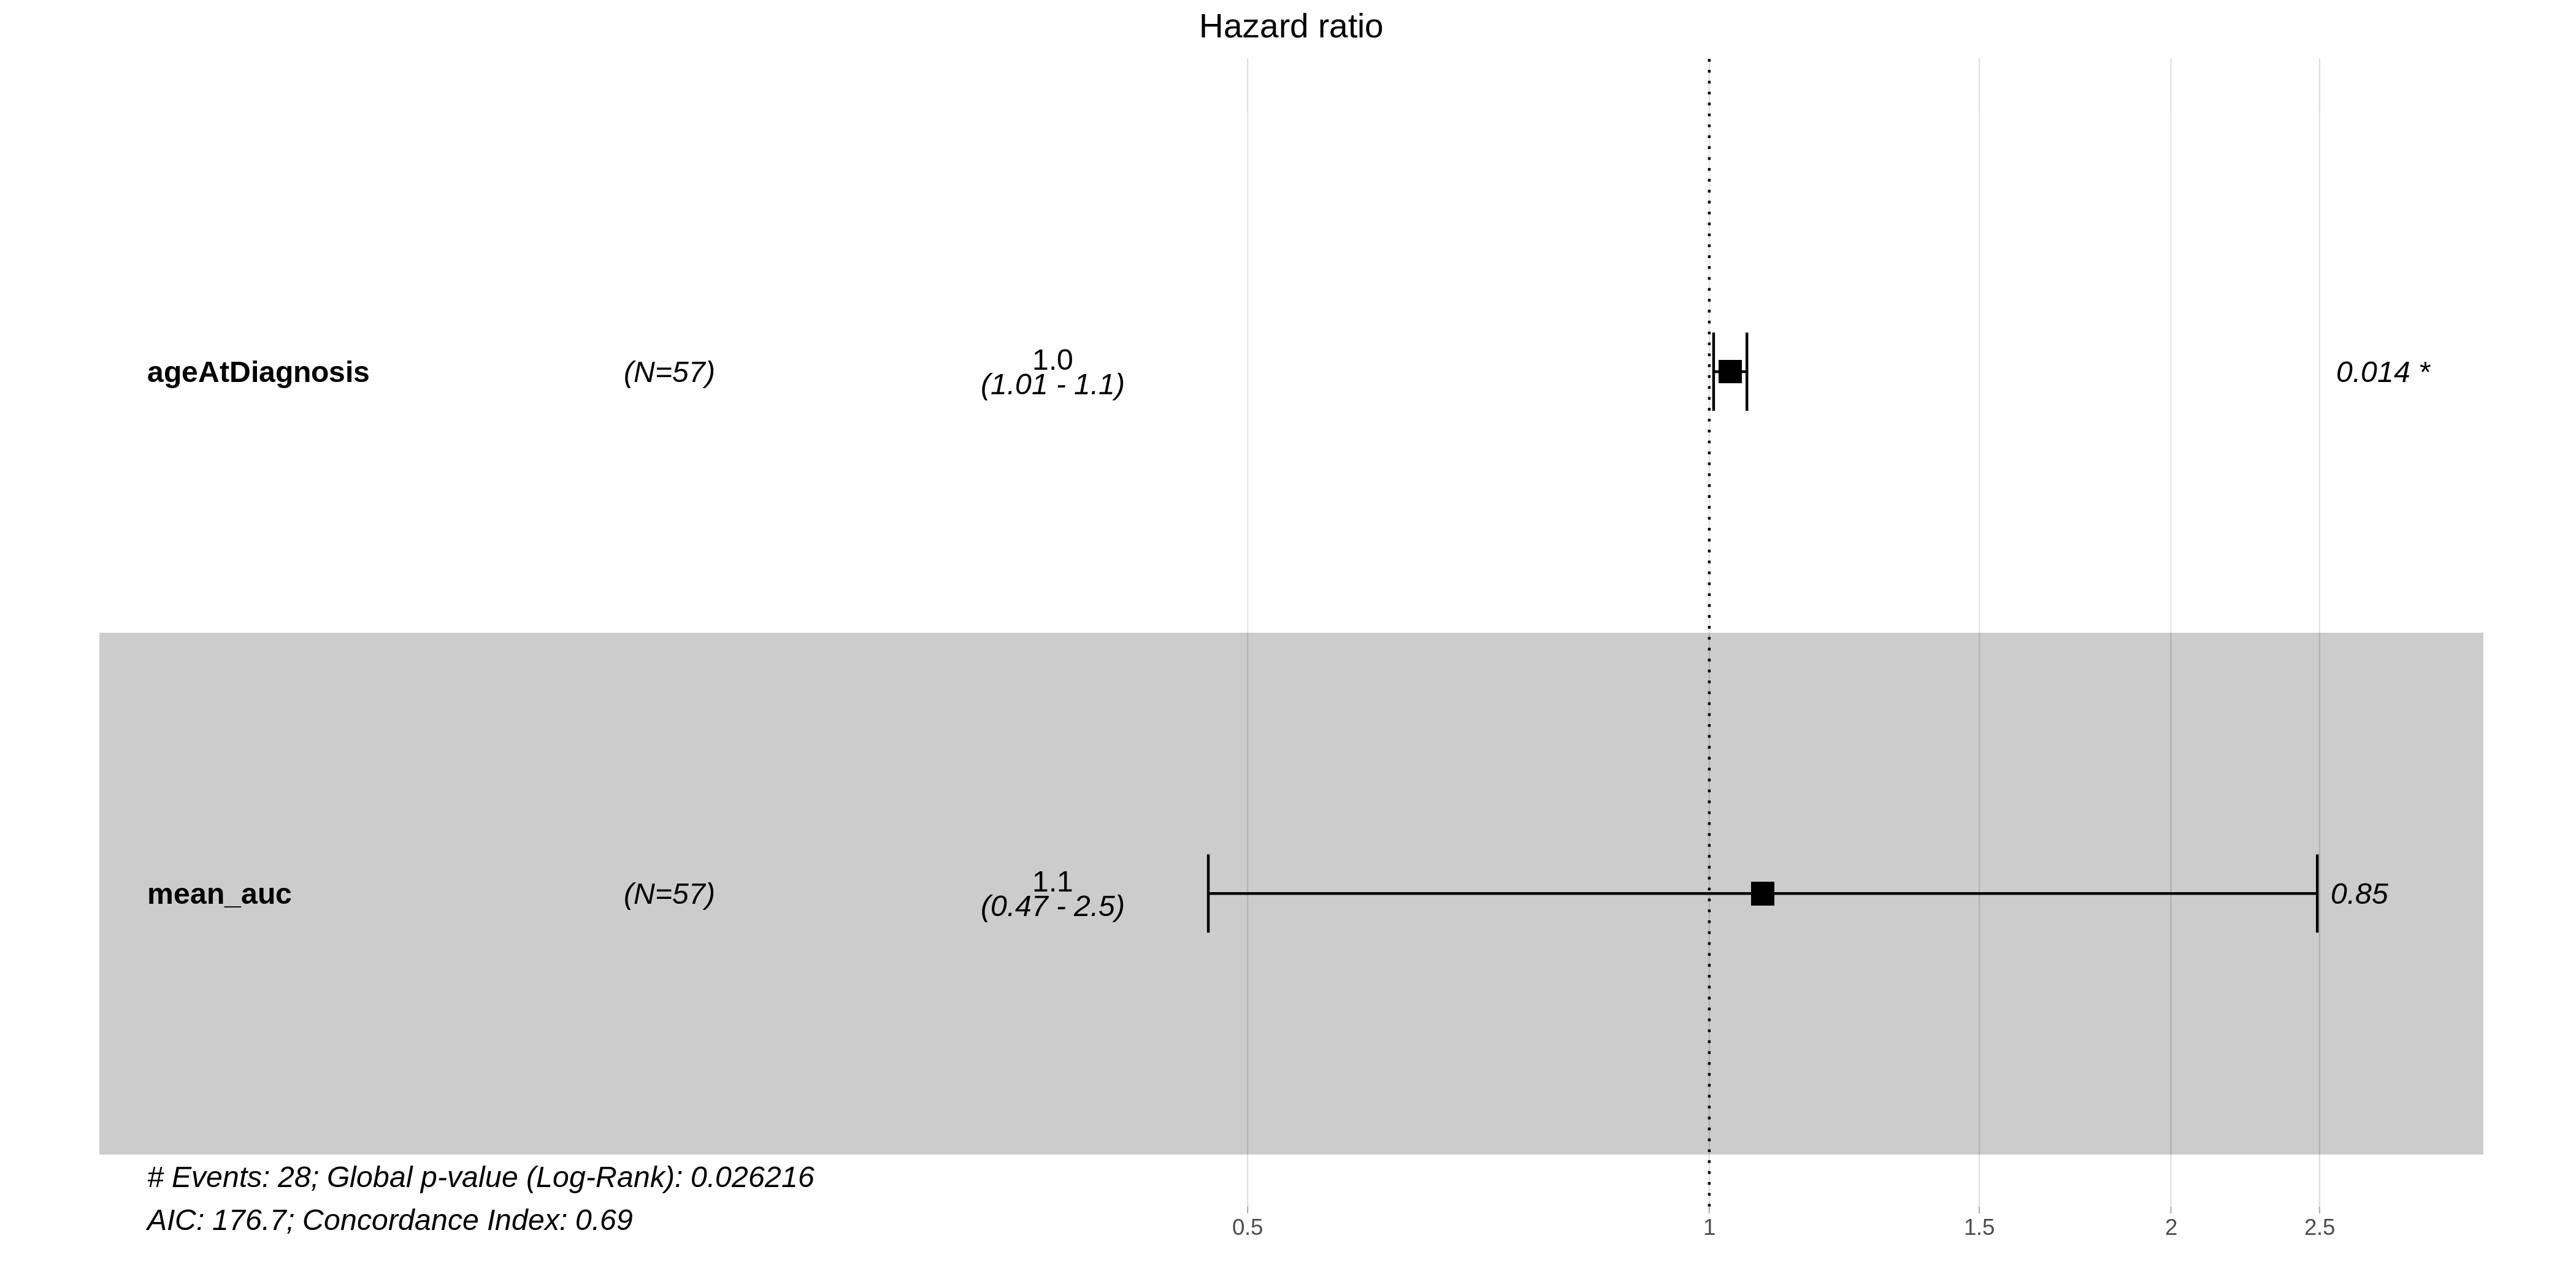 Hazard ratio
ageAtDiagnosis (N=57) 1.0 0.014 *
(1.01 - 1.1)
mean_auc (N=57) 1.1 0.85
(0.47 - 2.5)
# Events: 28; Global p-value (Log-Rank): 0.026216
AIC: 176.7; Concordance Index: 0.69
0.5 1 1.5 2 2.5